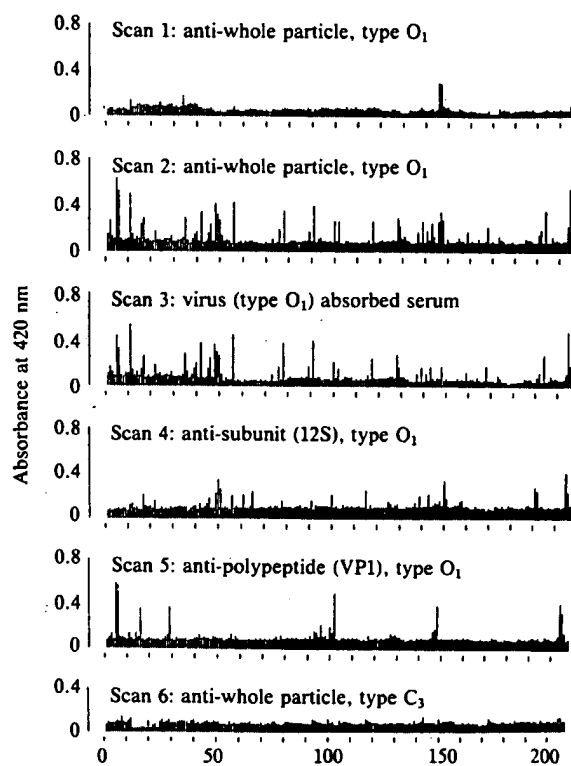 0.8
Scan 1: anti-whole particle, type O₁
0.4
0
0.8
Scan 2: anti-whole particle, type O₁
0.4
0
0.8
Scan 3: virus (type O₁) absorbed serum
0.4
0
Absorbance at 420 nm
0.8
Scan 4: anti-subunit (12S), type O₁
0.4
0
0.8
Scan 5: anti-polypeptide (VP1), type O₁
0.4
0
0.4
Scan 6: anti-whole particle, type C₃
0
0 50 100 150 200